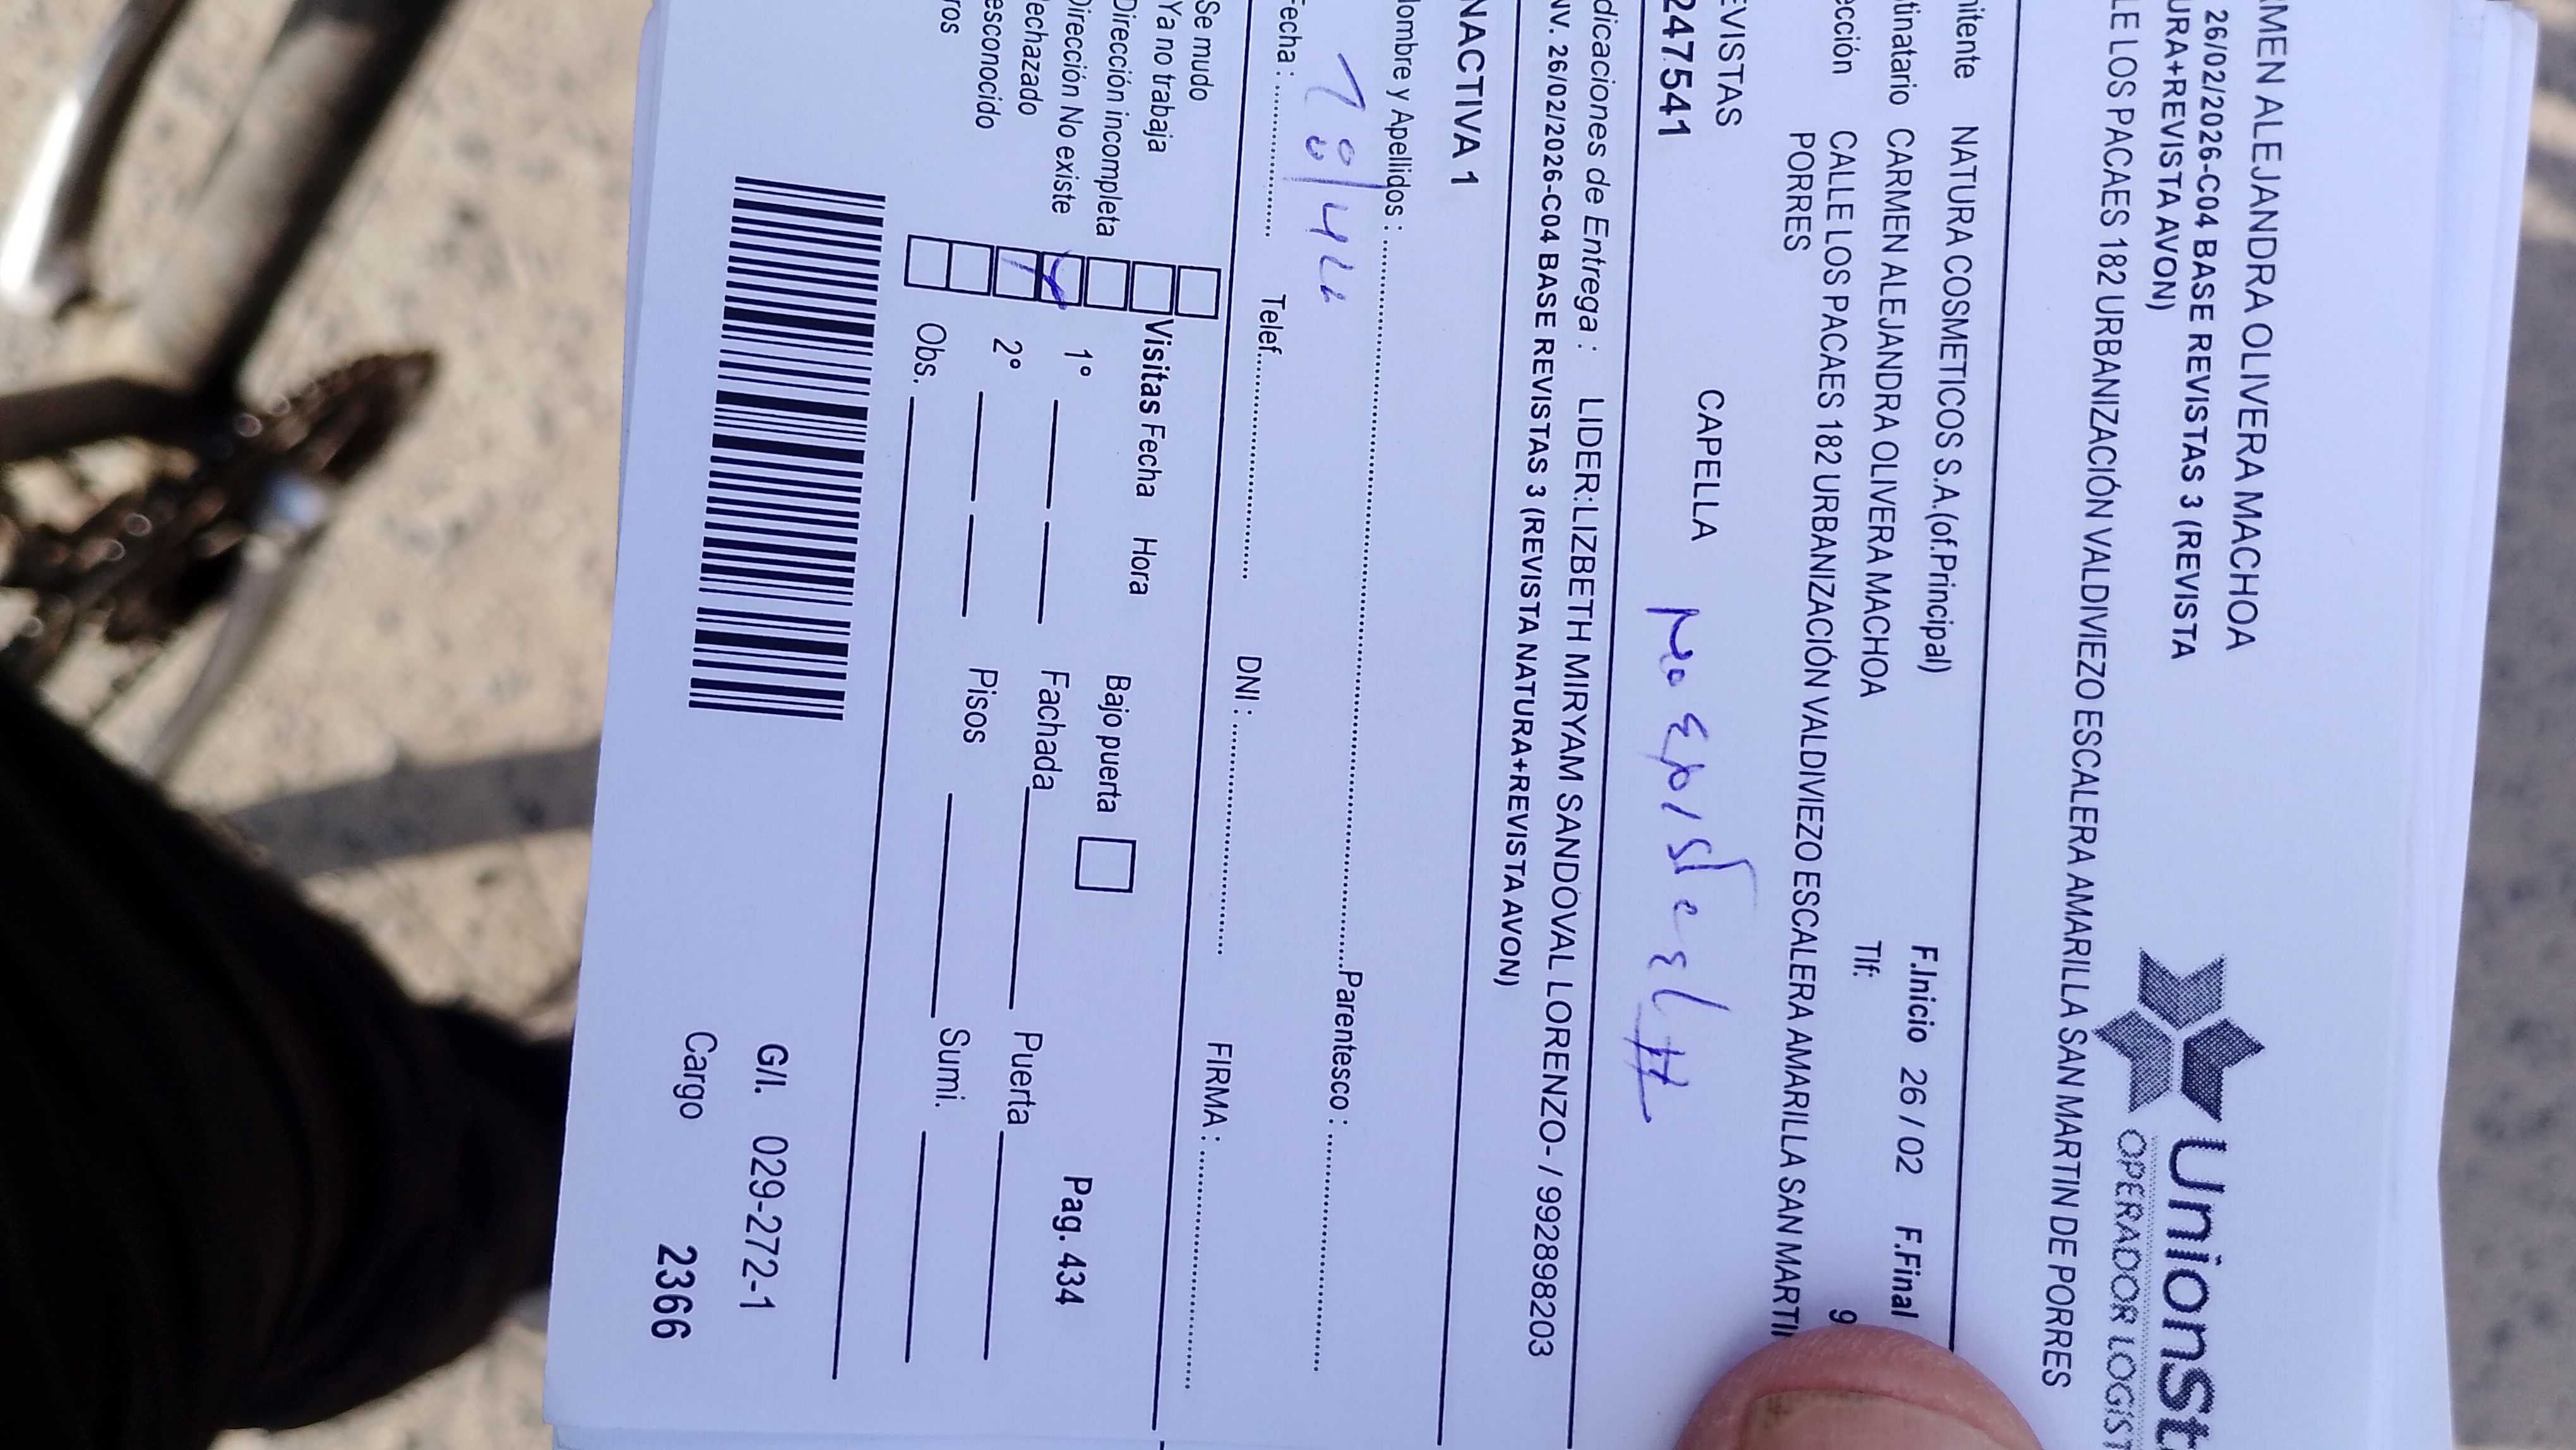 RMEN ALEJANDRA OLIVERA MACHOA
26/02/2026-C04 BASE REVISTAS 3 (REVISTA
URA+REVISTA AVON)
LE LOS PACAES 182 URBANIZACIÓN VALDIVIEZO ESCALERA AMARILLA SAN MARTIN DE PORRES
Unionst
OPERADOR LOGIST
nitente NATURA COSMETICOS S.A.(of.Principal) F.Inicio 26 / 02 F.Final
tinatario CARMEN ALEJANDRA OLIVERA MACHOA Tlf: 9
ección CALLE LOS PACAES 182 URBANIZACIÓN VALDIVIEZO ESCALERA AMARILLA SAN MARTI
PORRES
EVISTAS CAPELLA
247541 No Existe el #
dicaciones de Entrega : LIDER:LIZBETH MIRYAM SANDOVAL LORENZO- / 992898203
NV. 26/02/2026-C04 BASE REVISTAS 3 (REVISTA NATURA+REVISTA AVON)
NACTIVA 1
lombre y Apellidos : Parentesco :
Fecha : Telef. DNI : FIRMA :
Se mudo
Ya no trabaja
Dirección incompleta
Dirección No existe
echazado
esconocido
ros
Visitas Fecha Hora Bajo puerta
1° Fachada Puerta Pag. 434
2° Pisos Sumi.
Obs.
G/I. 029-272-1
Cargo 2366